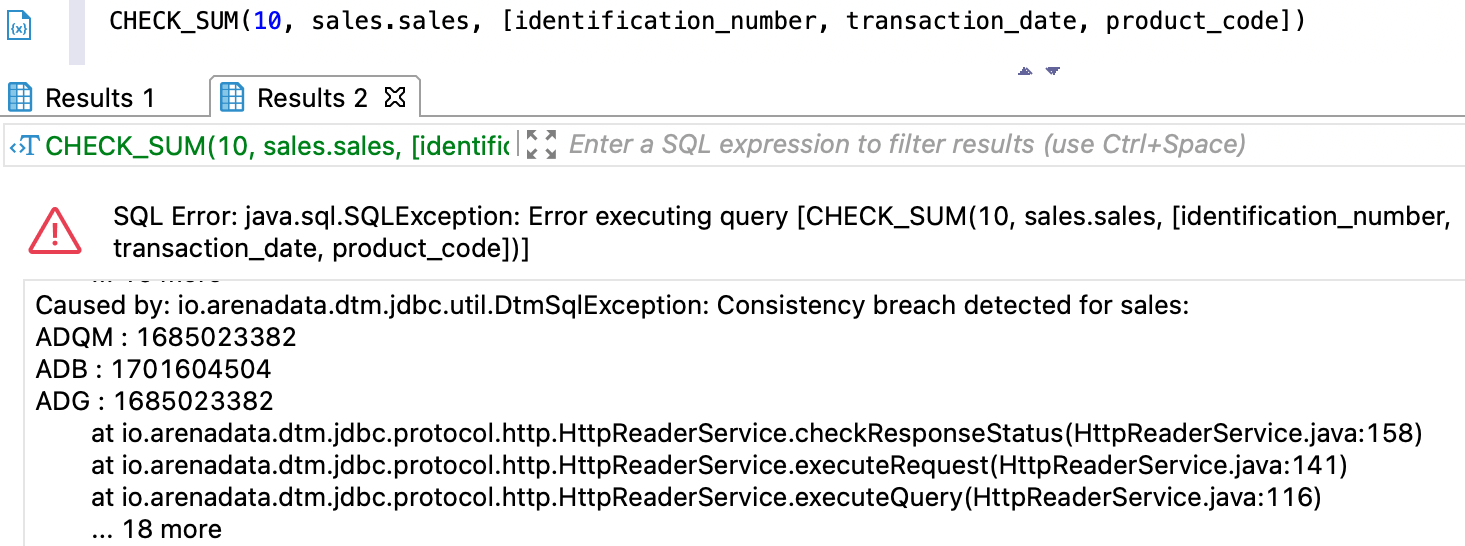 CHECK_SUM(10, sales.sales, [identification_number, transaction_date, product_code])
Results 1
Results 2
CHECK_SUM(10, sales.sales, [identific
Enter a SQL expression to filter results (use Ctrl+Space)
SQL Error: java.sql.SQLException: Error executing query [CHECK_SUM(10, sales.sales, [identification_number,
transaction_date, product_code])]
Caused by: io.arenadata.dtm.jdbc.util.DtmSqlException: Consistency breach detected for sales:
ADQM : 1685023382
ADB : 1701604504
ADG : 1685023382
at io.arenadata.dtm.jdbc.protocol.http.HttpReaderService.checkResponseStatus(HttpReaderService.java:158)
at io.arenadata.dtm.jdbc.protocol.http.HttpReaderService.executeRequest(HttpReaderService.java:141)
at io.arenadata.dtm.jdbc.protocol.http.HttpReaderService.executeQuery(HttpReaderService.java:116)
... 18 more